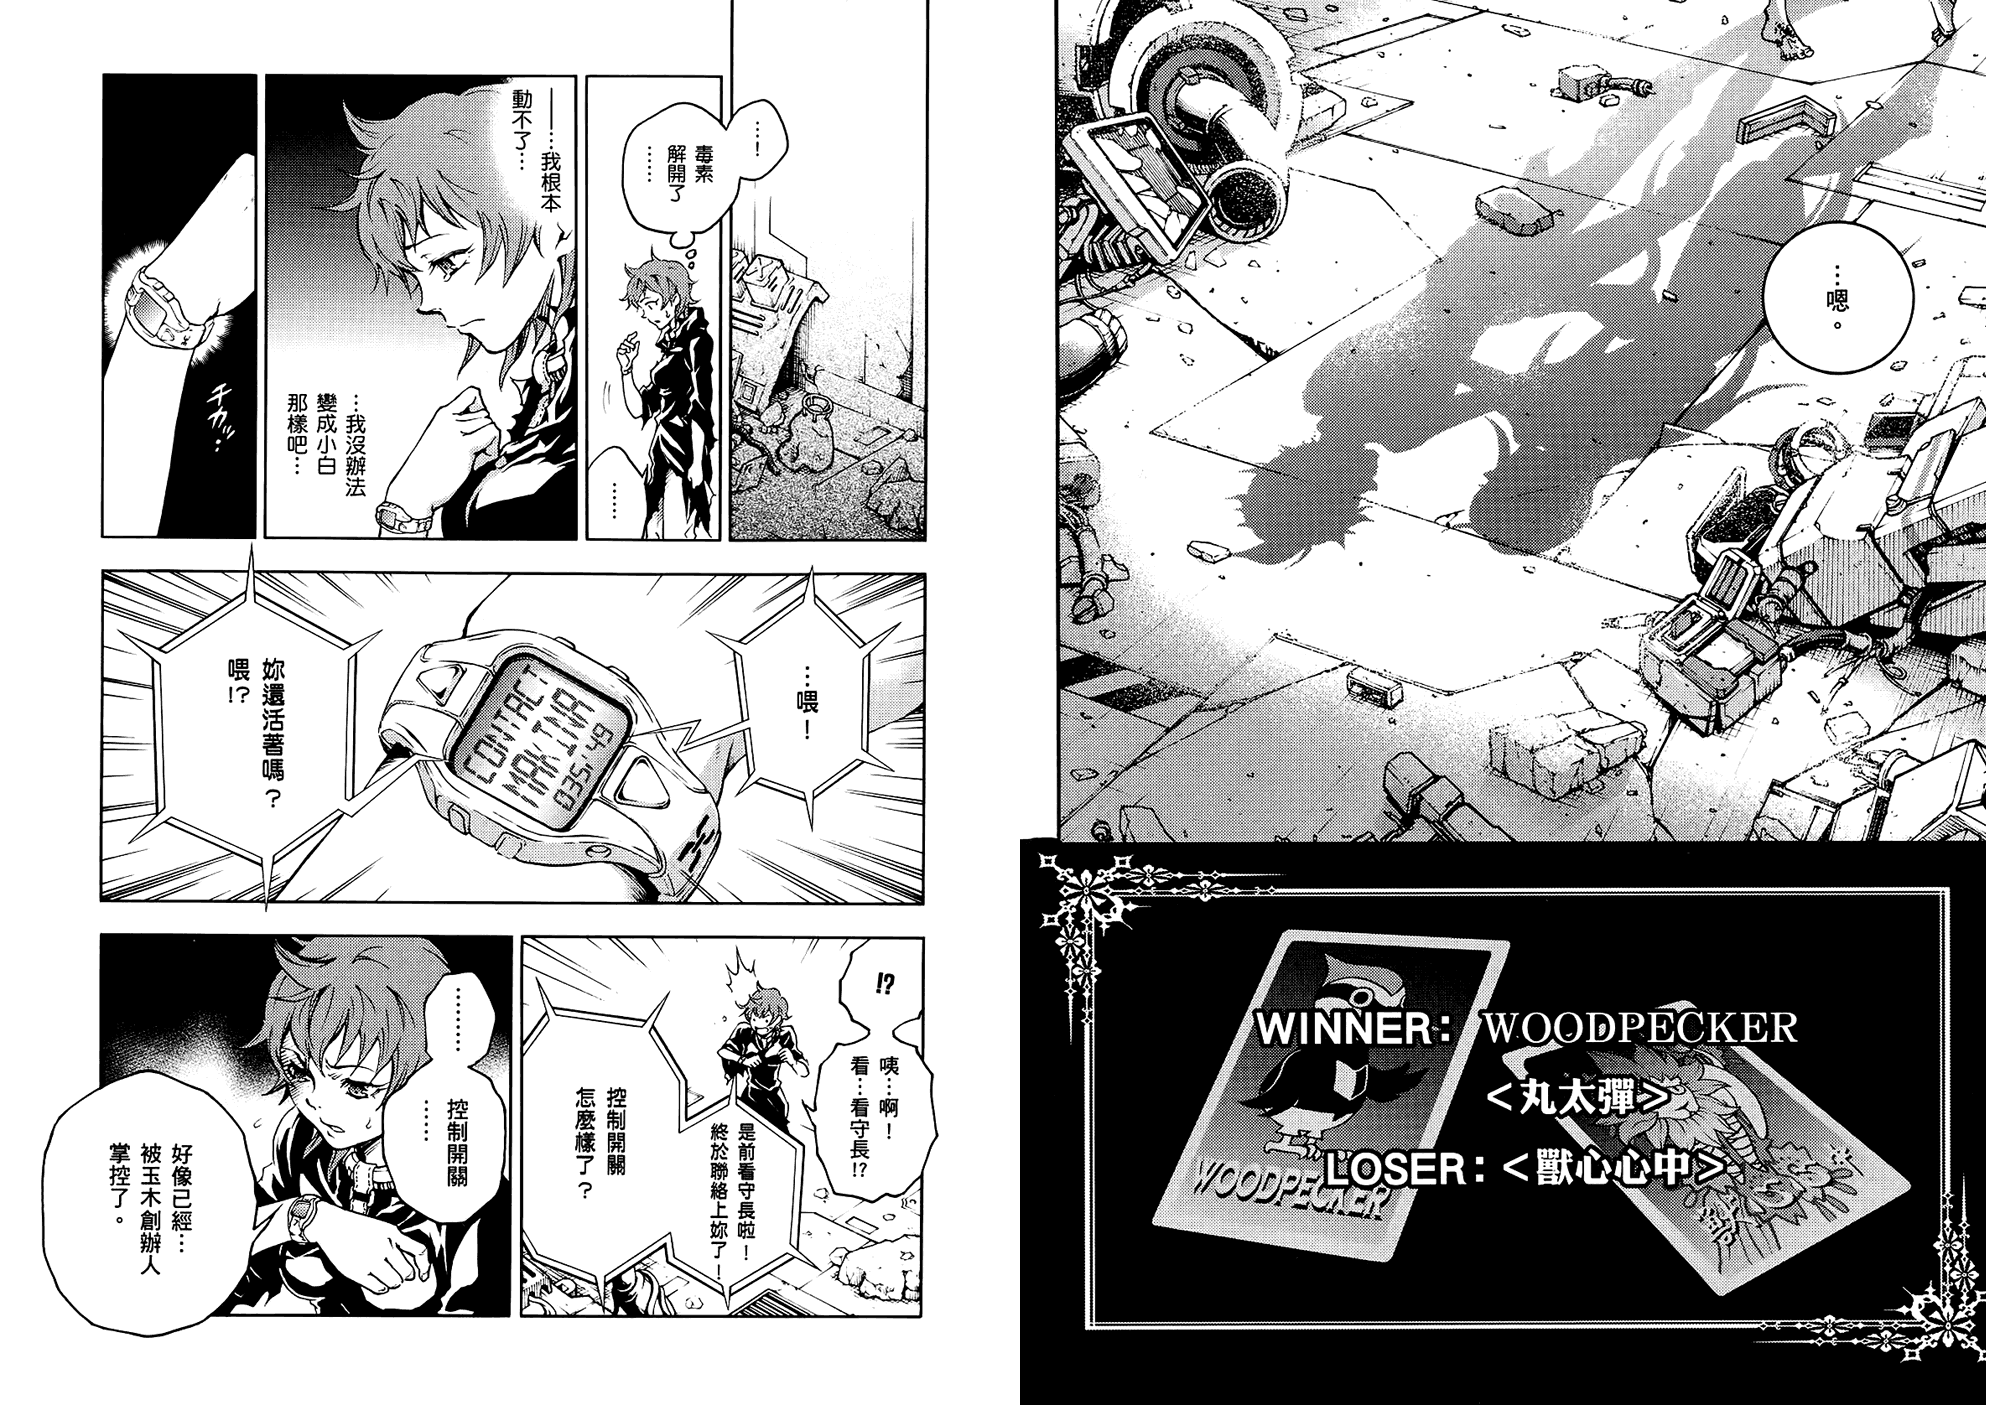 …嗯。
WINNER： WOODPECKER
＜丸太彈＞
LOSER：＜獸心心中＞
WOODPECKER
…！
毒素
解開了
……
……
──…我根本
動不了…
…我沒辦法
變成小白
那樣吧…
チカッ…
…喂！
CONTACT:
MAKINA
035:49
妳還活著嗎？
喂!?
!?
咦…啊！
看…看守長!?
是前看守長啦！
終於聯絡上妳了！
控制開關
怎麼樣了？
………
控制開關
……
好像已經…
被玉木創辦人
掌控了。